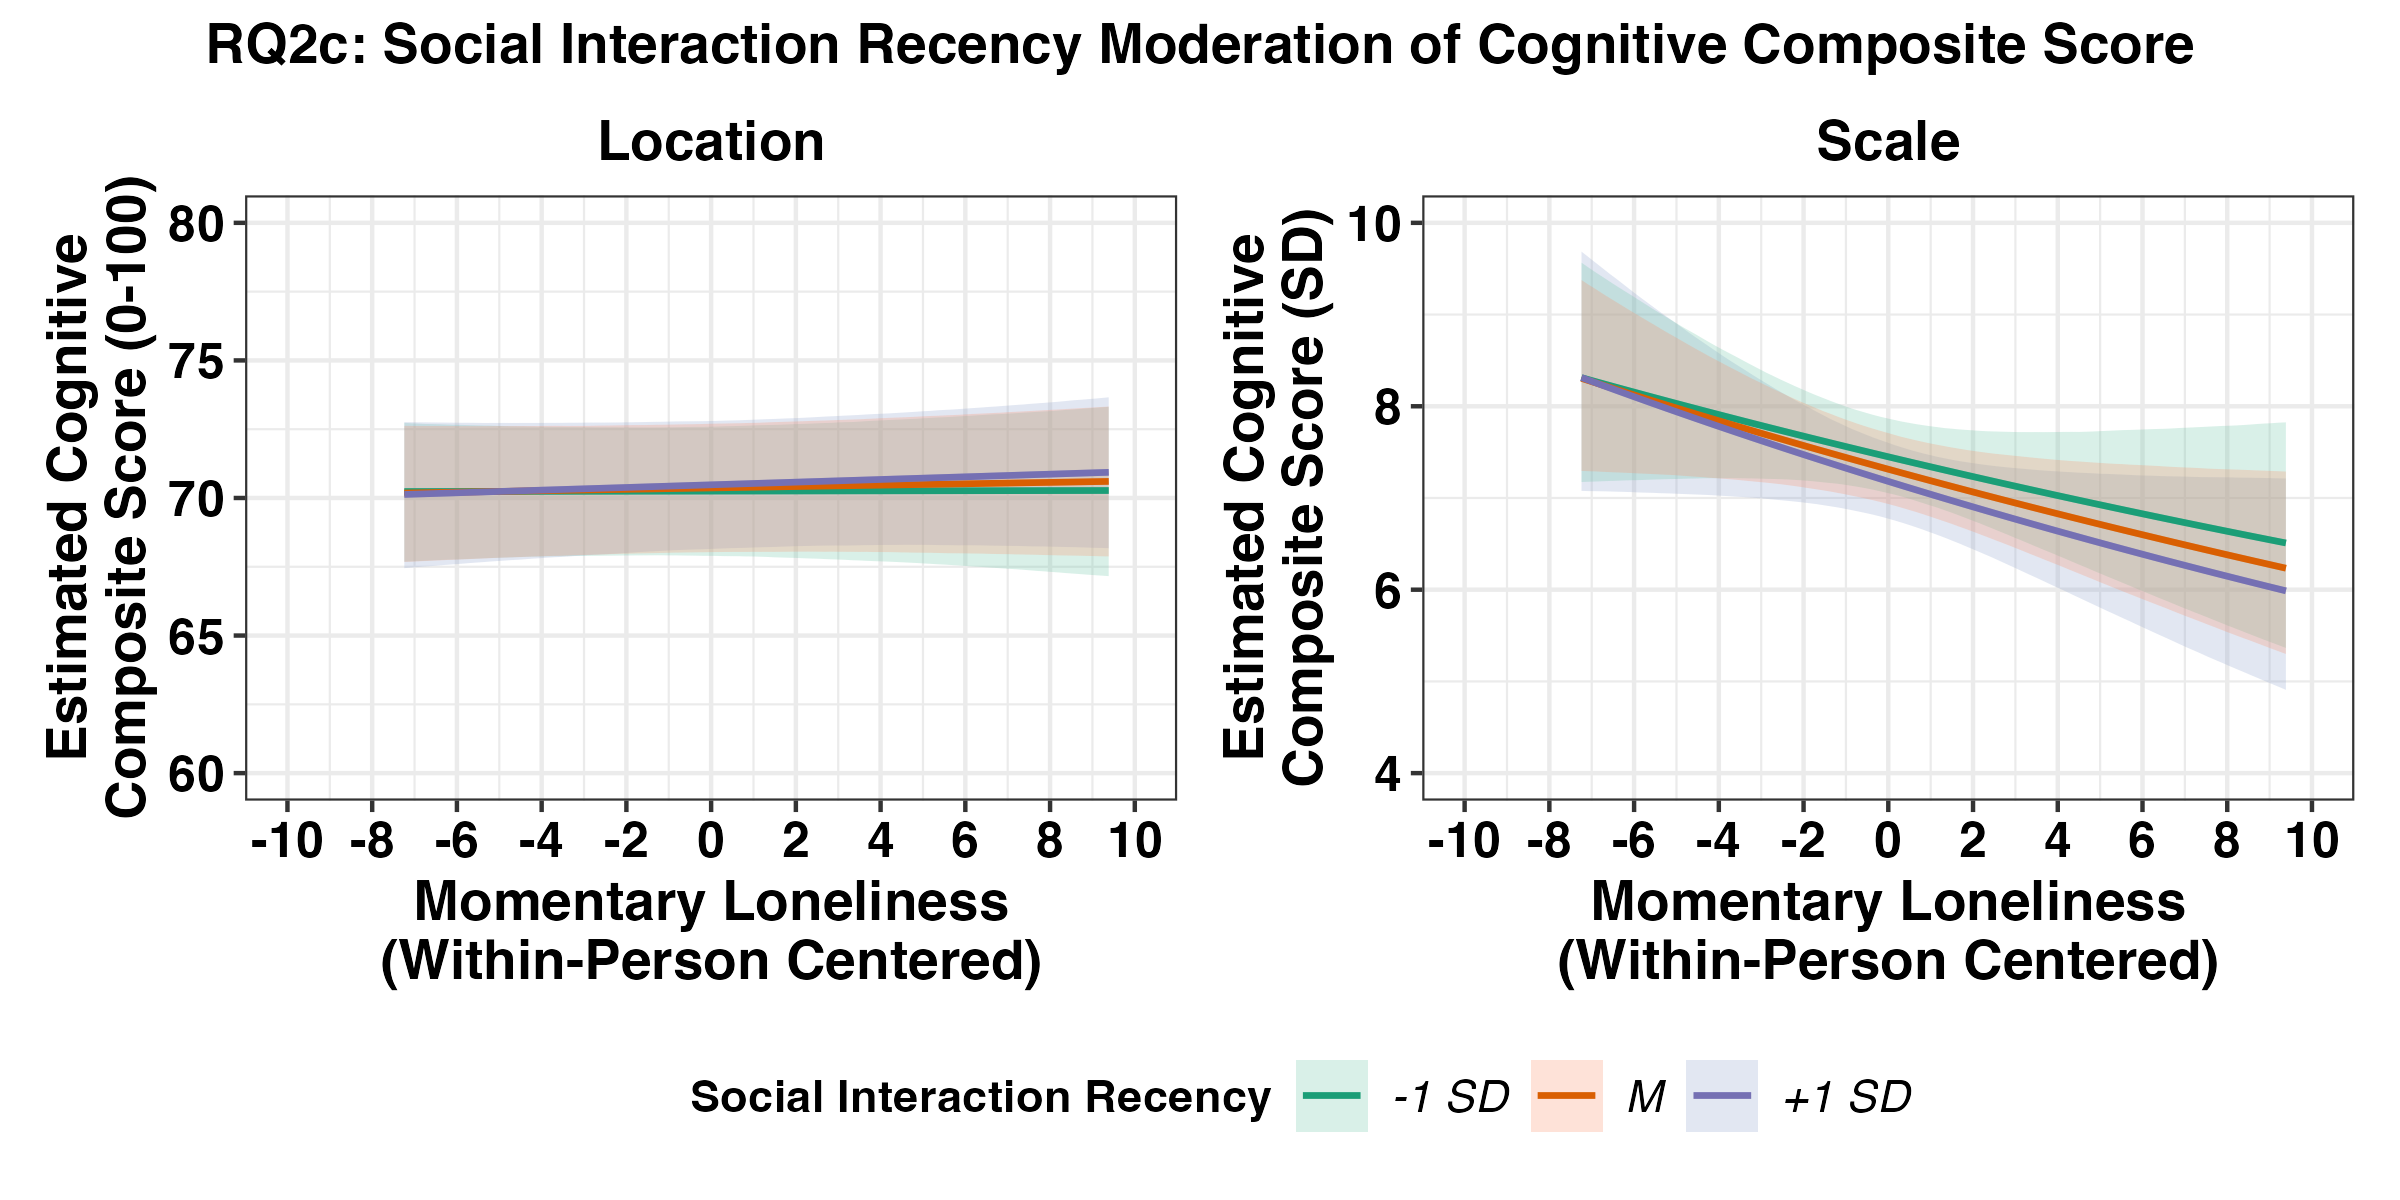 RQ2c: Social Interaction Recency Moderation of Cognitive Composite Score
Location
Estimated Cognitive
Composite Score (0-100)
80
75
70
65
60
-10 -8 -6 -4 -2 0 2 4 6 8 10
Momentary Loneliness
(Within-Person Centered)
Scale
Estimated Cognitive
Composite Score (SD)
10
8
6
4
-10 -8 -6 -4 -2 0 2 4 6 8 10
Momentary Loneliness
(Within-Person Centered)
Social Interaction Recency -1 SD M +1 SD